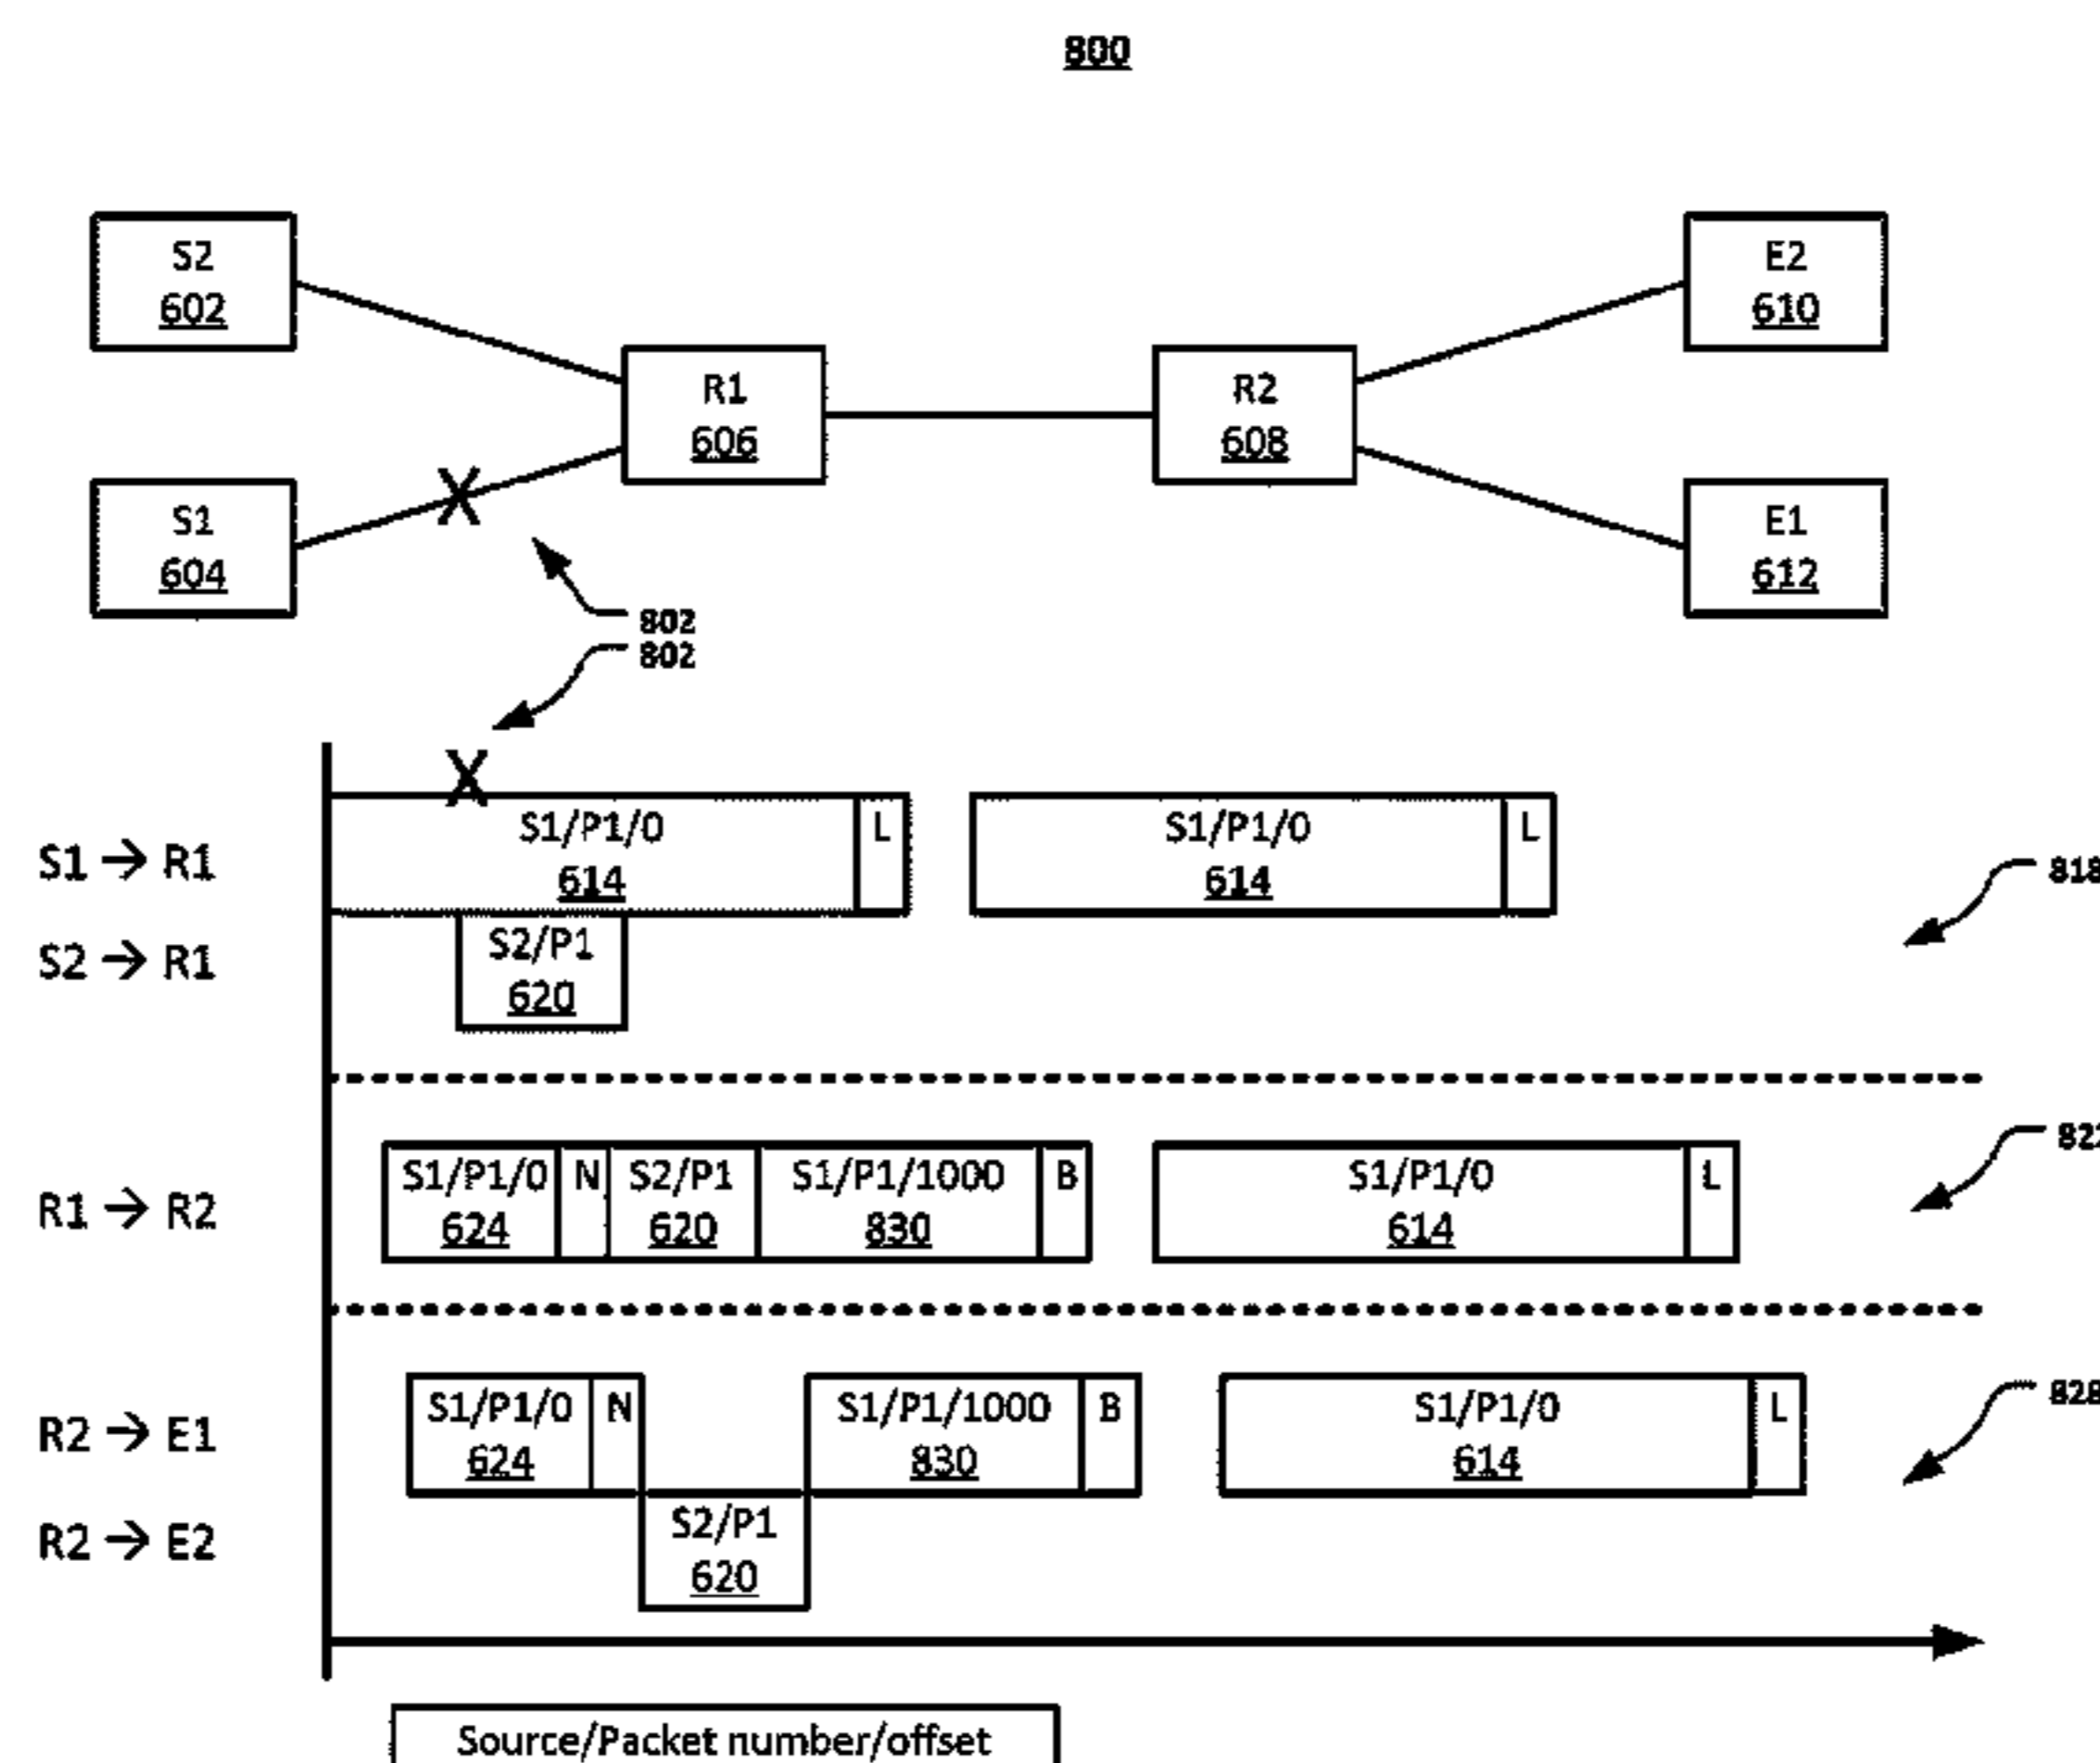 800
S2
602
E2
610
R1
606
R2
608
S1
604
X
E1
612
802
802
X
S1 → R1
S1/P1/0
614
L
S1/P1/0
614
L
818
S2 → R1
S2/P1
620
R1 → R2
S1/P1/0
624
N
S2/P1
620
S1/P1/1000
830
B
S1/P1/0
614
L
822
R2 → E1
S1/P1/0
624
N
S1/P1/1000
830
B
S1/P1/0
614
L
828
R2 → E2
S2/P1
620
Source/Packet number/offset